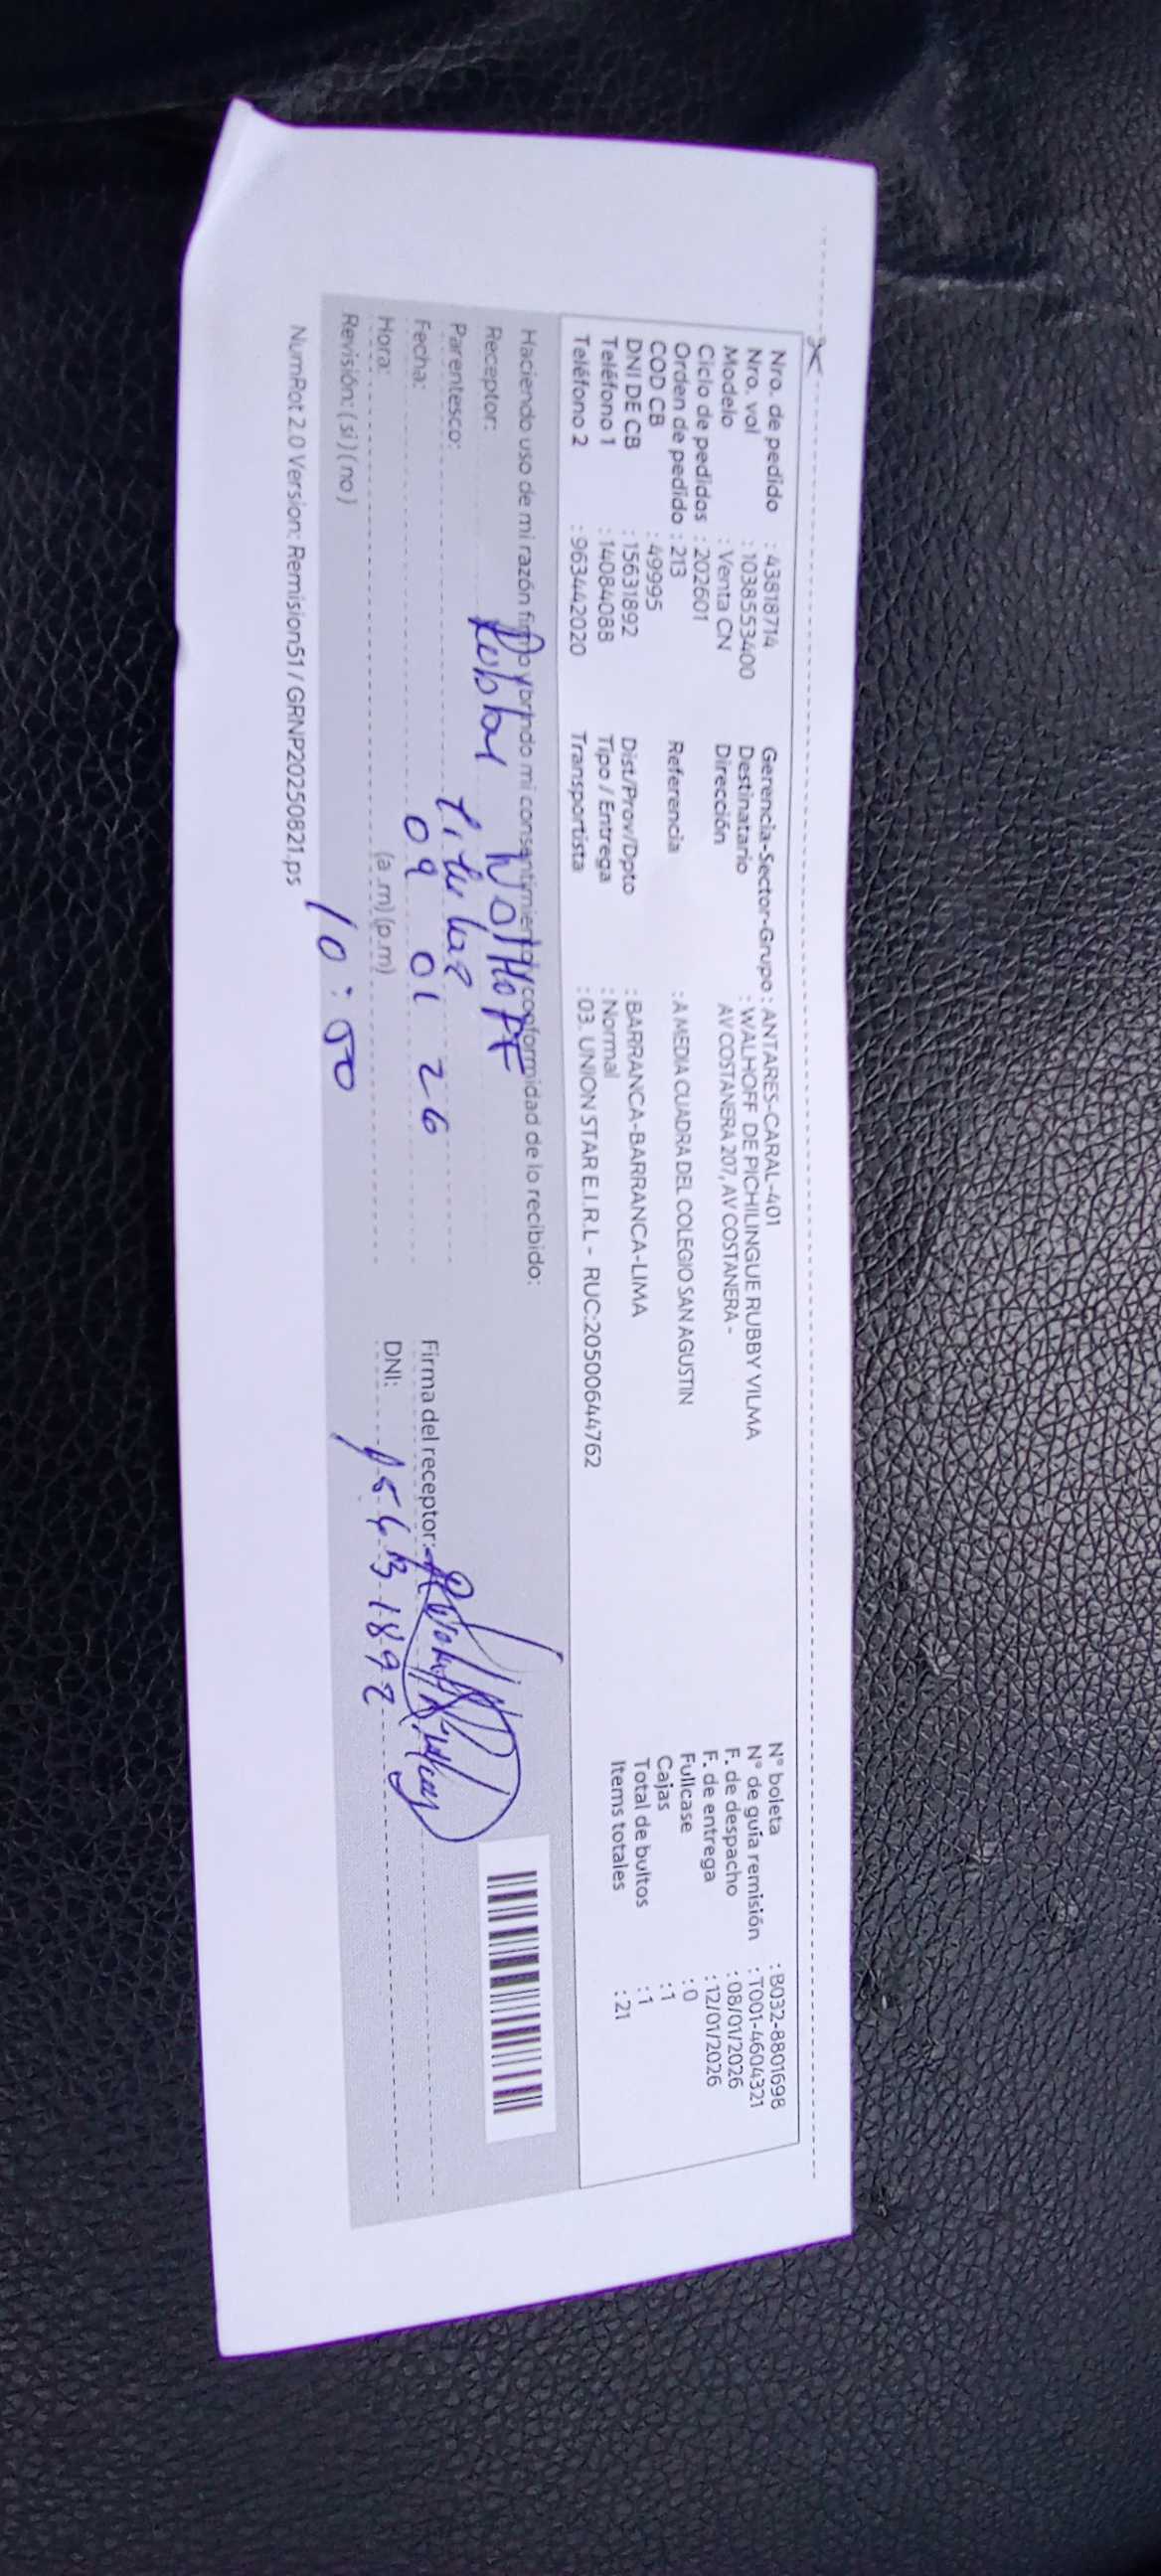 Nro. de pedido : 43818714
Nro. vol : 1038553400
Modelo : Venta CN
Ciclo de pedidos : 202601
Orden de pedido : 213
COD CB : 49995
DNI DE CB : 15631892
Teléfono 1 : 14084088
Teléfono 2 : 963442020
Gerencia-Sector-Grupo : ANTARES-CARAL-401
Destinatario : WALHOFF DE PICHILINGUE RUBBY VILMA
Dirección AV COSTANERA 207, AV COSTANERA -
Referencia : A MEDIA CUADRA DEL COLEGIO SAN AGUSTIN
Dist/Prov/Dpto : BARRANCA-BARRANCA-LIMA
Tipo / Entrega : Normal
Transportista : 03. UNION STAR E.I.R.L - RUC:20500644762
N° boleta : B032-8801698
N° de guía remisión : T001-4604321
F. de despacho : 08/01/2026
F. de entrega : 12/01/2026
Fullcase : 0
Cajas : 1
Total de bultos : 1
Items totales : 21
Haciendo uso de mi razón firmo y brindo mi consentimiento y conformidad de lo recibido:
Receptor:
Parentesco: titular
Fecha: 09 01 26
Hora: (a.m) (p.m) 10:50
Revisión: ( si ) ( no )
Firma del receptor:
DNI: 15631892
NumPot 2.0 Version: Remision51 / GRNP20250821.ps